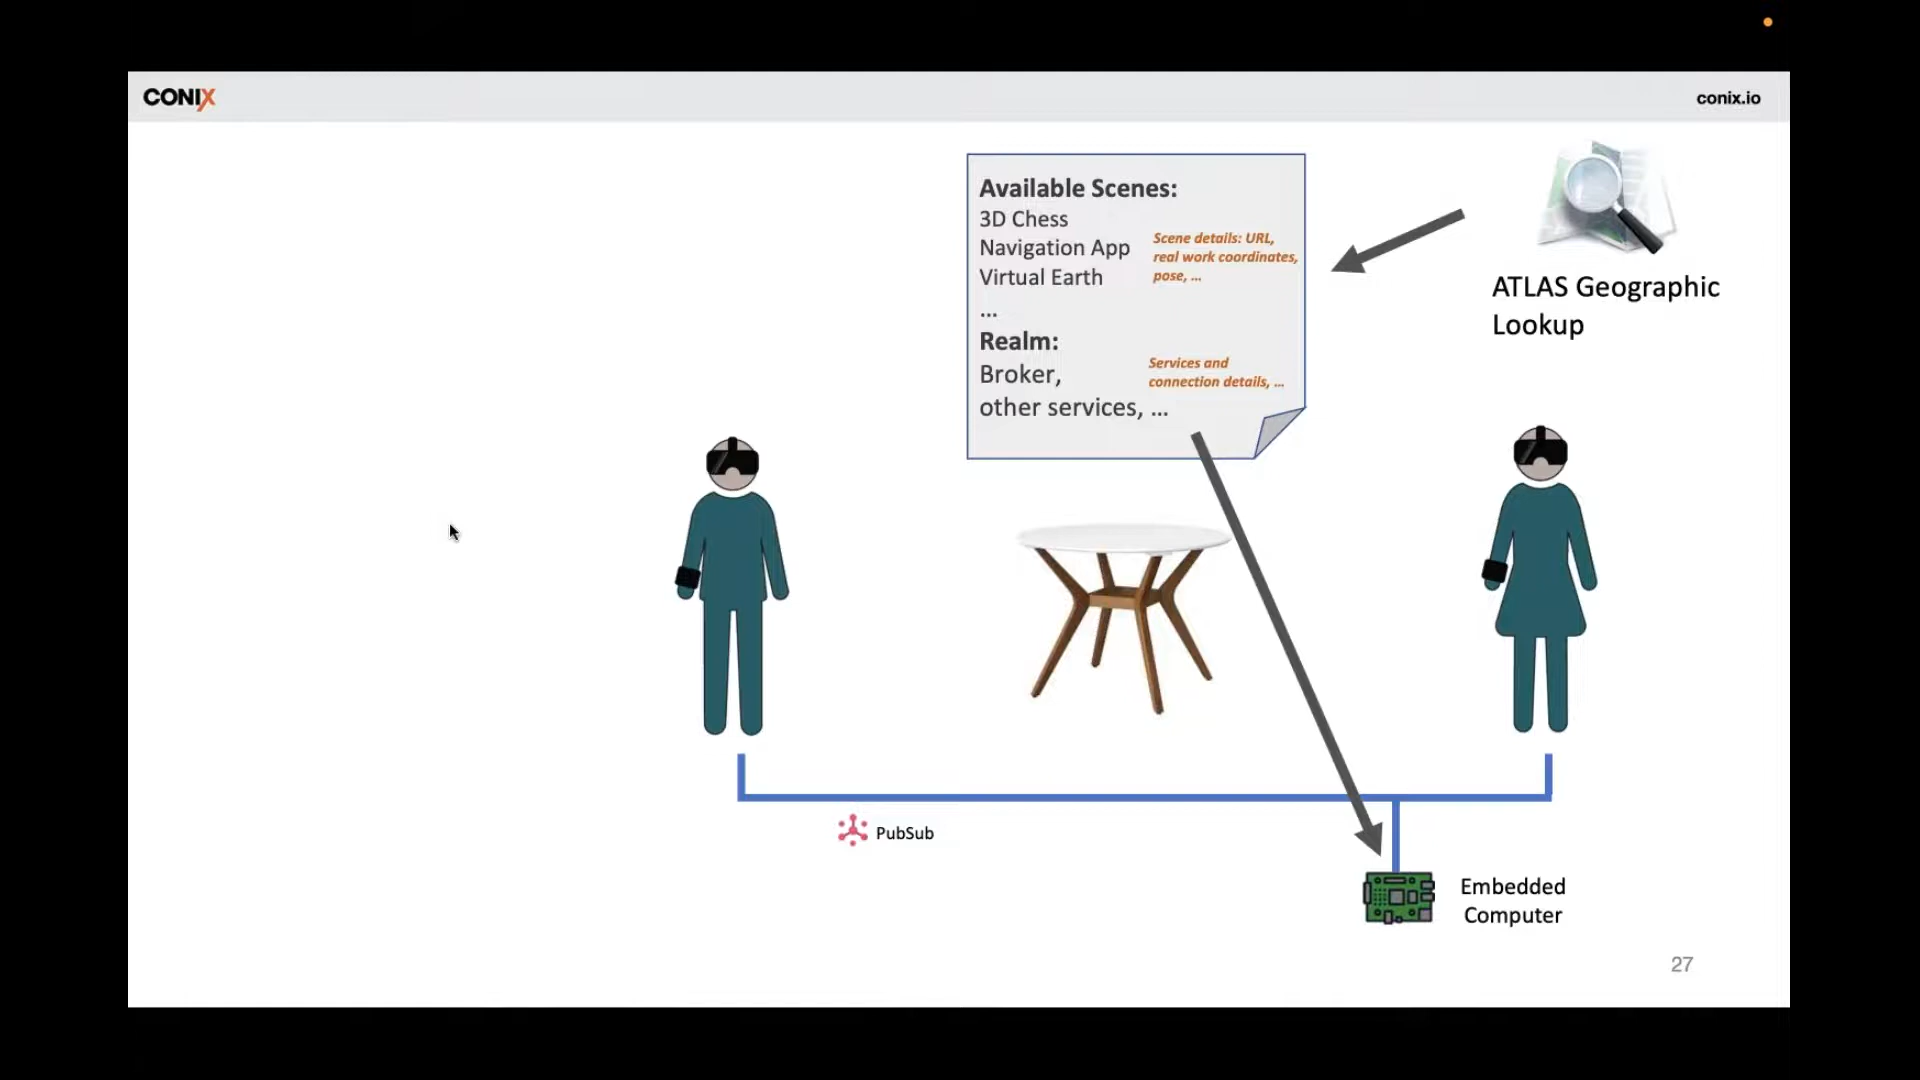 CONIX
conix.io
Available Scenes:
3D Chess
Navigation App
Virtual Earth
...
Scene details: URL,
real work coordinates,
pose, ...
Realm:
Broker,
other services, ...
Services and
connection details, ...
ATLAS Geographic
Lookup
PubSub
Embedded
Computer
27